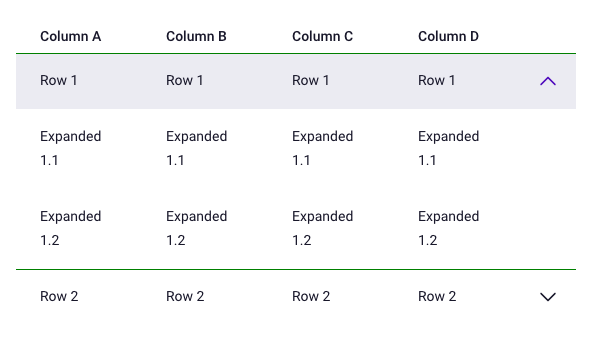 Column A Column B Column C Column D
Row 1 Row 1 Row 1 Row 1
Expanded Expanded Expanded Expanded
1.1 1.1 1.1 1.1
Expanded Expanded Expanded Expanded
1.2 1.2 1.2 1.2
Row 2 Row 2 Row 2 Row 2